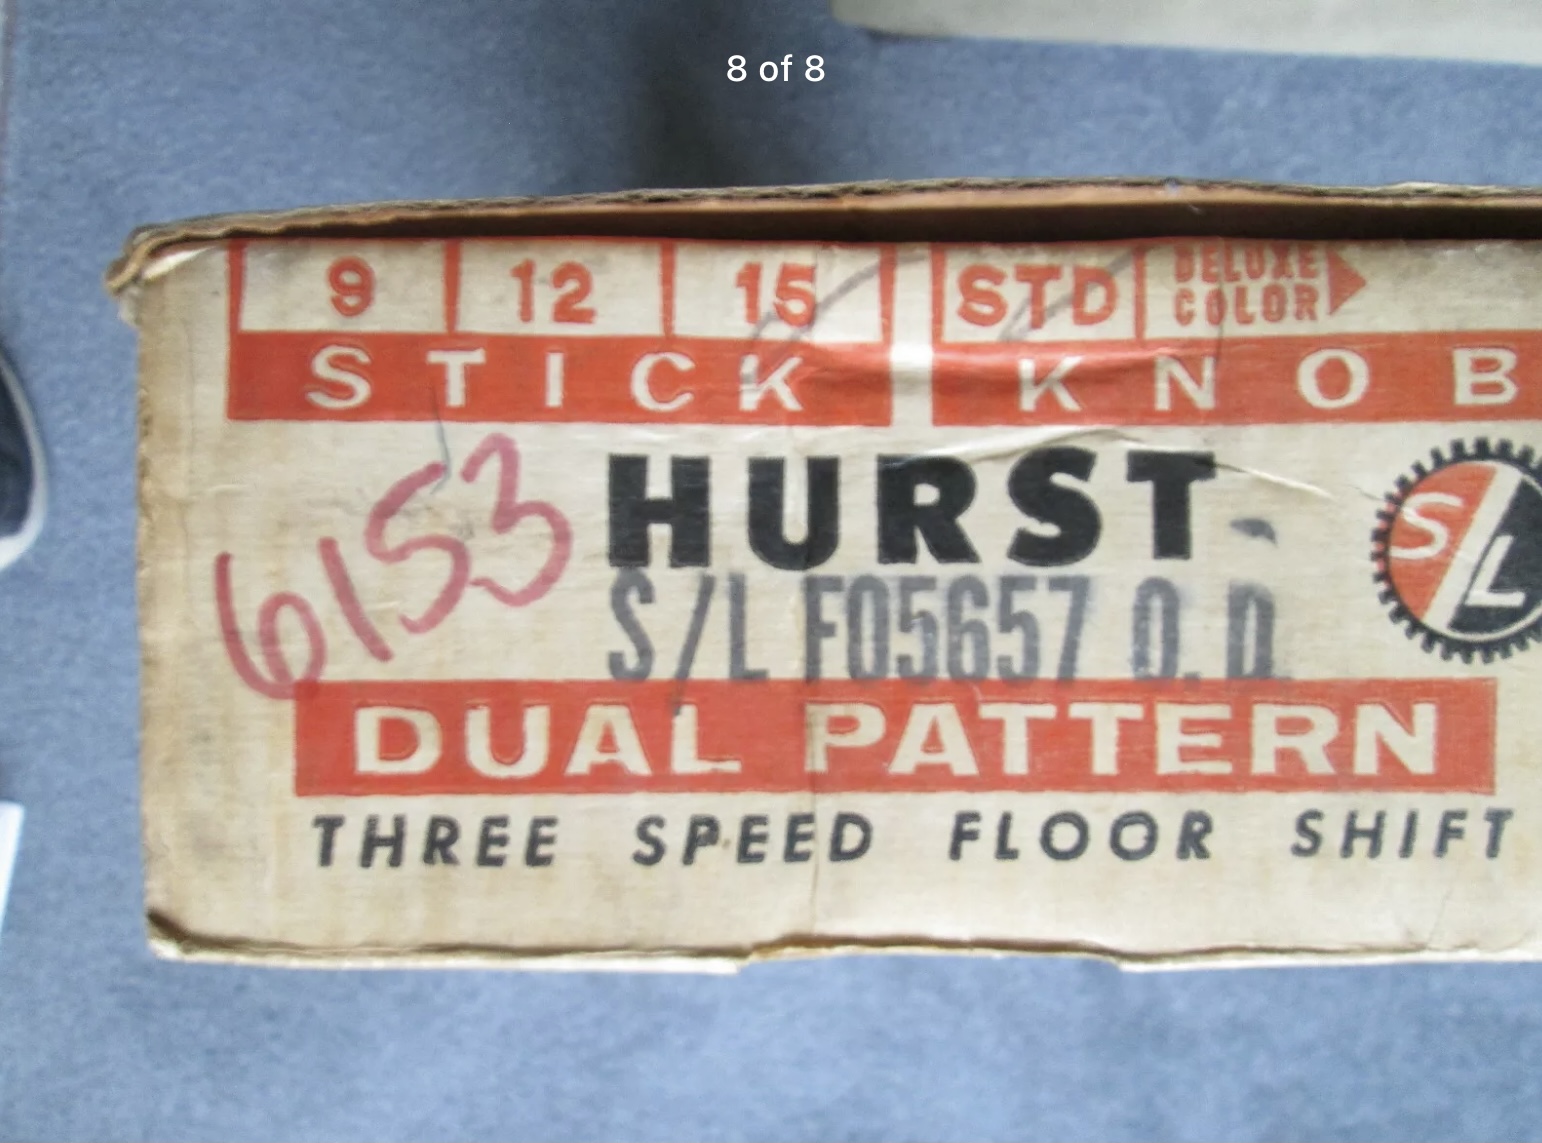 8 of 8
9 12 15 STD DELUXE COLOR
STICK KNOB
6153
HURST
S/L
S/L FO5657 O.D.
DUAL PATTERN
THREE SPEED FLOOR SHIFT